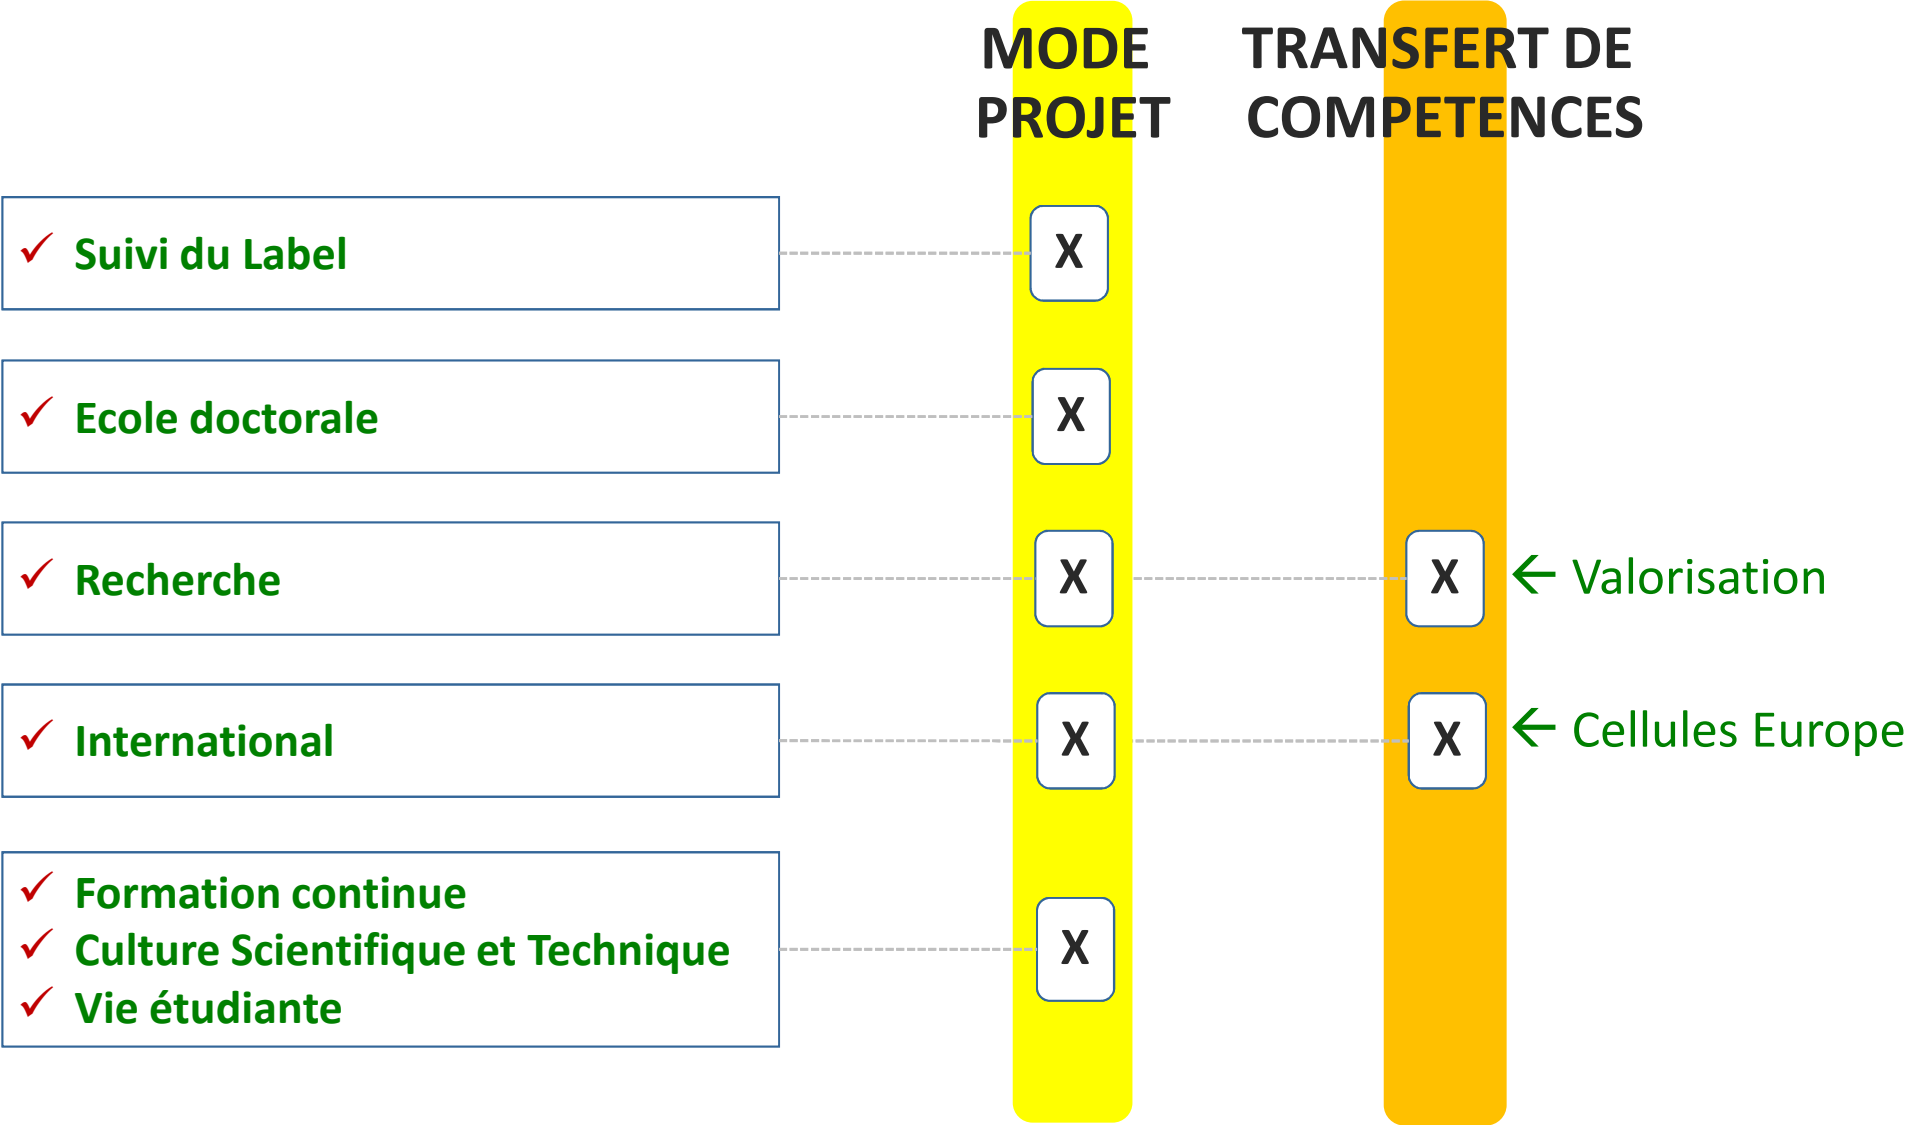 MODE
PROJET
TRANSFERT DE
COMPETENCES
✓ Suivi du Label
X
✓ Ecole doctorale
X
✓ Recherche
X
X
← Valorisation
✓ International
X
X
← Cellules Europe
✓ Formation continue
✓ Culture Scientifique et Technique
✓ Vie étudiante
X